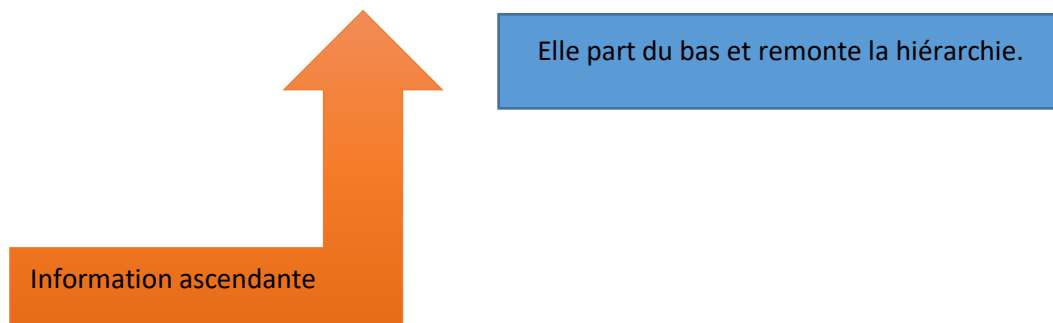 Elle part du bas et remonte la hiérarchie.
Information ascendante